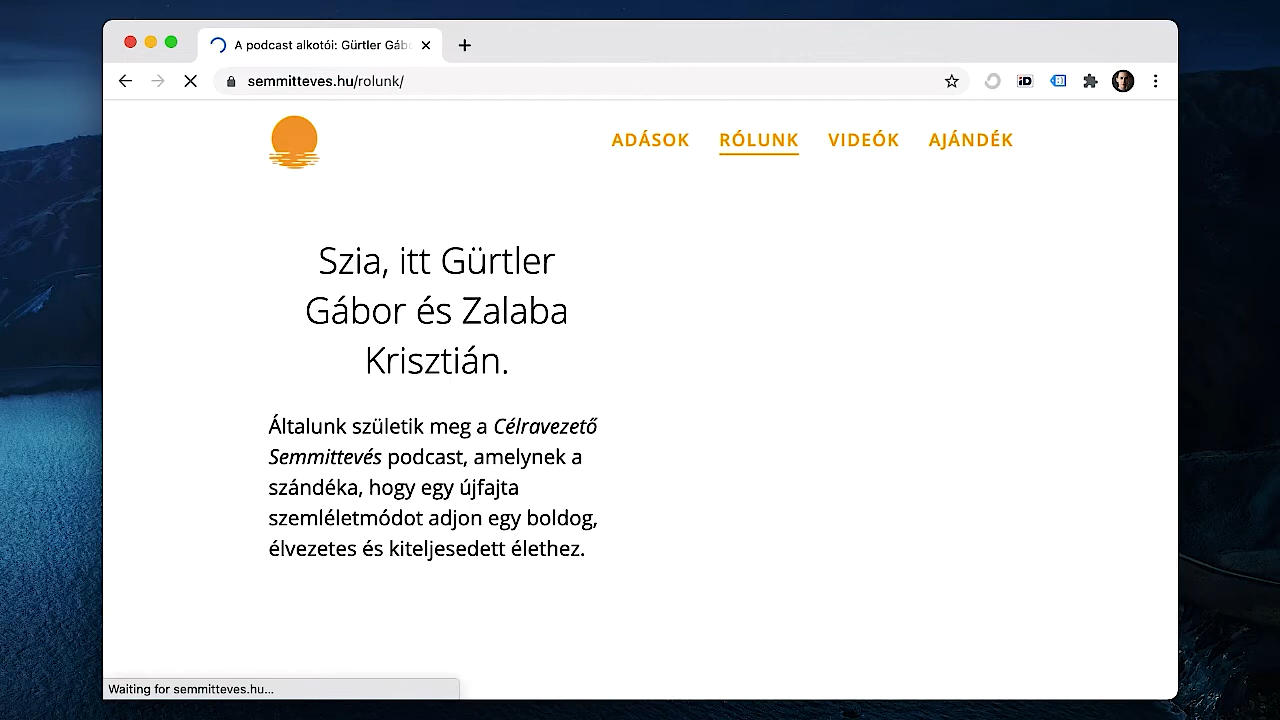 A podcast alkotói: Gürtler Gáb
semmitteves.hu/rolunk/
iD
ADÁSOK RÓLUNK VIDEÓK AJÁNDÉK
Szia, itt Gürtler
Gábor és Zalaba
Krisztián.
Általunk születik meg a Célravezető
Semmittevés podcast, amelynek a
szándéka, hogy egy újfajta
szemléletmódot adjon egy boldog,
élvezetes és kiteljesedett élethez.
Waiting for semmitteves.hu...